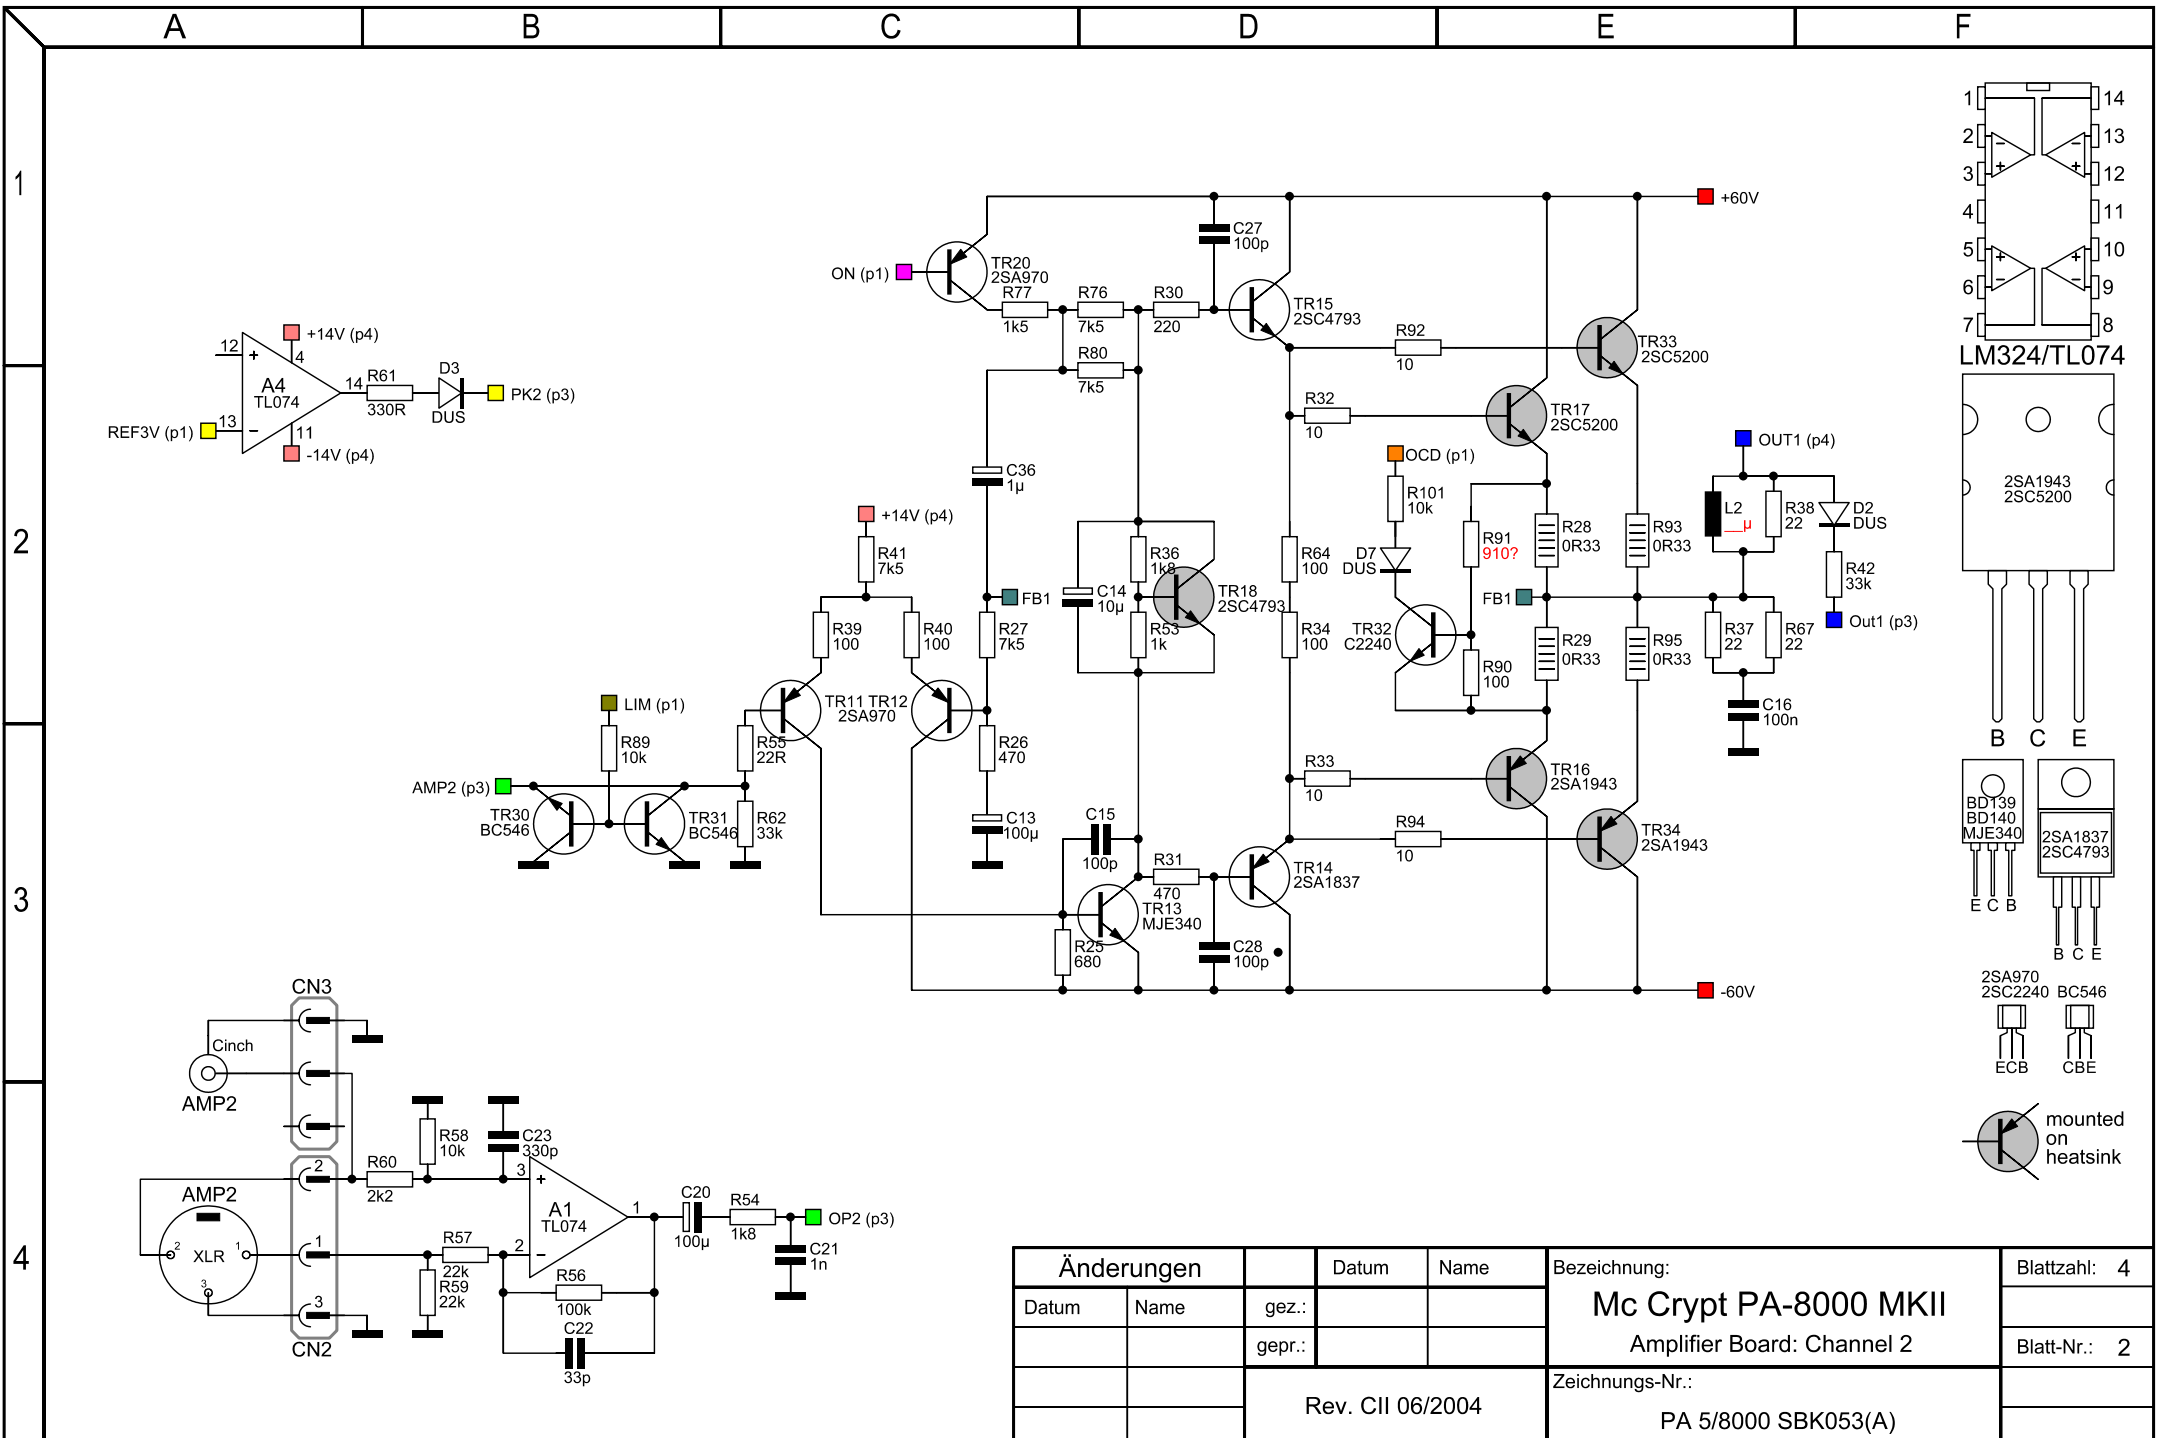 A B C D E F
1
2
3
4
+60V
C27
100p
ON (p1)
TR20
2SA970
R77
1k5
R76
7k5
R30
220
TR15
2SC4793
R80
7k5
R92
10
TR33
2SC5200
R32
10
TR17
2SC5200
+14V (p4)
12
+
4
A4
TL074
14
R61
330R
D3
DUS
PK2 (p3)
REF3V (p1)
13
−
11
-14V (p4)
C36
1µ
OCD (p1)
R101
10k
OUT1 (p4)
L2
__µ
R38
22
D2
DUS
+14V (p4)
R41
7k5
R36
1k8
R64
100
D7
DUS
R91
910?
R28
0R33
R93
0R33
R42
33k
FB1
C14
10µ
TR18
2SC4793
FB1
Out1 (p3)
R39
100
R40
100
R27
7k5
R53
1k
R34
100
TR32
C2240
R29
0R33
R95
0R33
R37
22
R67
22
R90
100
LIM (p1)
TR11
TR12
2SA970
C16
100n
R89
10k
R55
22R
R26
470
R33
10
TR16
2SA1943
AMP2 (p3)
TR30
BC546
TR31
BC546
R62
33k
C13
100µ
C15
100p
R94
10
TR34
2SA1943
R31
470
TR14
2SA1837
TR13
MJE340
R25
680
C28
100p
-60V
CN3
Cinch
AMP2
R58
10k
C23
330p
R60
2k2
2
3
+
A1
TL074
1
C20
100µ
R54
1k8
OP2 (p3)
C21
1n
AMP2
XLR
2
1
3
1
R57
22k
2
−
R59
22k
R56
100k
C22
33p
3
CN2
1 14
2 − − 13
3 + + 12
4 11
5 + + 10
6 − − 9
7 8
LM324/TL074
2SA1943
2SC5200
B C E
BD139
BD140
MJE340
E C B
2SA1837
2SC4793
B C E
2SA970
2SC2240
ECB
BC546
CBE
mounted
on
heatsink
Änderungen
Datum Name
Datum Name
gez.:
gepr.:
Rev. CII 06/2004
Bezeichnung:
Mc Crypt PA-8000 MKII
Amplifier Board: Channel 2
Zeichnungs-Nr.:
PA 5/8000 SBK053(A)
Blattzahl: 4
Blatt-Nr.: 2